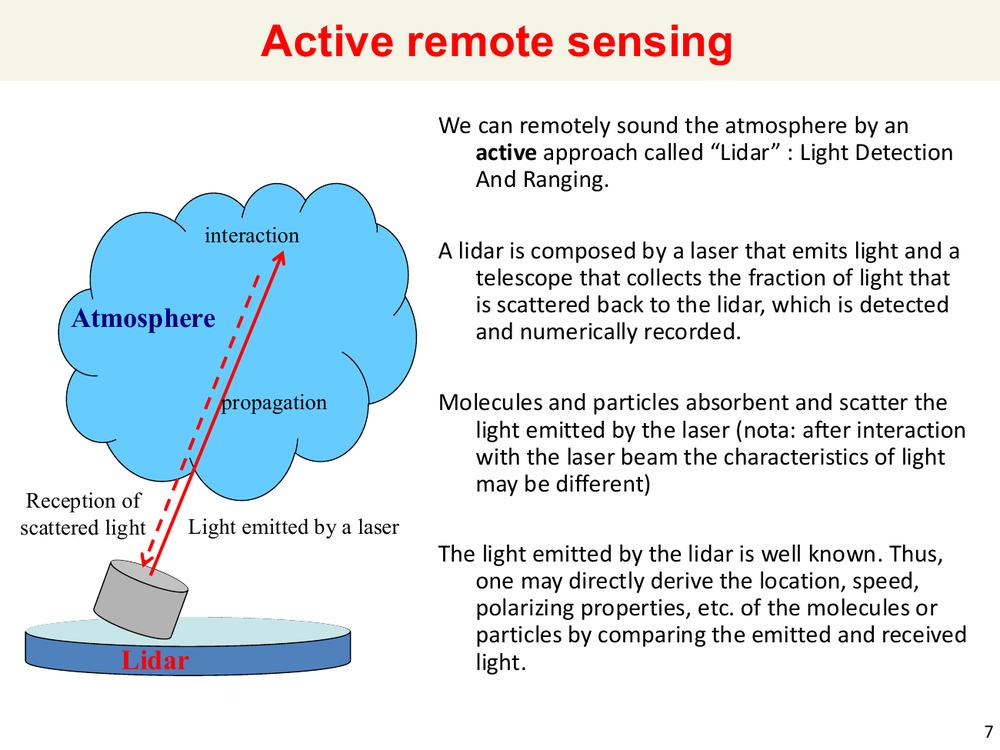 Active remote sensing
We can remotely sound the atmosphere by an
active approach called “Lidar” : Light Detection
And Ranging.
A lidar is composed by a laser that emits light and a
telescope that collects the fraction of light that
is scattered back to the lidar, which is detected
and numerically recorded.
Molecules and particles absorbent and scatter the
light emitted by the laser (nota: after interaction
with the laser beam the characteristics of light
may be different)
The light emitted by the lidar is well known. Thus,
one may directly derive the location, speed,
polarizing properties, etc. of the molecules or
particles by comparing the emitted and received
light.
interaction
Atmosphere
propagation
Reception of
scattered light
Light emitted by a laser
Lidar
7